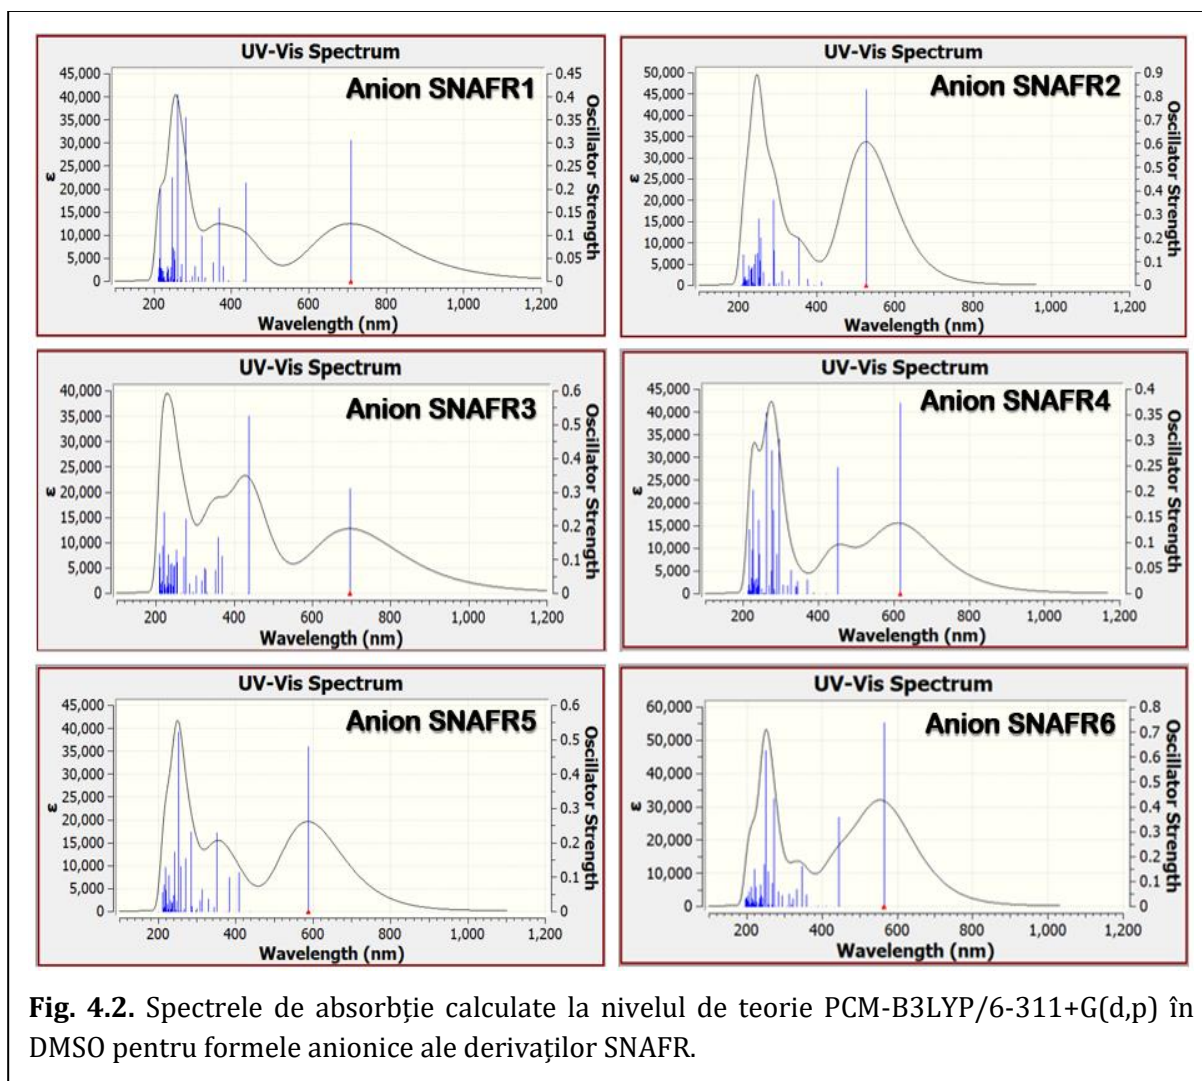 UV-Vis Spectrum
Anion SNAFR1
45,000
40,000
35,000
30,000
25,000
20,000
15,000
10,000
5,000
0
ε
0.45
0.4
0.35
0.3
0.25
0.2
0.15
0.1
0.05
0
Oscillator Strength
200 400 600 800 1,000 1,200
Wavelength (nm)
UV-Vis Spectrum
Anion SNAFR2
50,000
45,000
40,000
35,000
30,000
25,000
20,000
15,000
10,000
5,000
0
ε
0.9
0.8
0.7
0.6
0.5
0.4
0.3
0.2
0.1
0
Oscillator Strength
200 400 600 800 1,000 1,200
Wavelength (nm)
UV-Vis Spectrum
Anion SNAFR3
40,000
35,000
30,000
25,000
20,000
15,000
10,000
5,000
0
ε
0.6
0.5
0.4
0.3
0.2
0.1
0
Oscillator Strength
200 400 600 800 1,000 1,200
Wavelength (nm)
UV-Vis Spectrum
Anion SNAFR4
45,000
40,000
35,000
30,000
25,000
20,000
15,000
10,000
5,000
0
ε
0.4
0.35
0.3
0.25
0.2
0.15
0.1
0.05
0
Oscillator Strength
200 400 600 800 1,000 1,200
Wavelength (nm)
UV-Vis Spectrum
Anion SNAFR5
45,000
40,000
35,000
30,000
25,000
20,000
15,000
10,000
5,000
0
ε
0.6
0.5
0.4
0.3
0.2
0.1
0
Oscillator Strength
200 400 600 800 1,000 1,200
Wavelength (nm)
UV-Vis Spectrum
Anion SNAFR6
60,000
50,000
40,000
30,000
20,000
10,000
0
ε
0.8
0.7
0.6
0.5
0.4
0.3
0.2
0.1
0
Oscillator Strength
200 400 600 800 1,000 1,200
Wavelength (nm)
Fig. 4.2. Spectrele de absorbție calculate la nivelul de teorie PCM-B3LYP/6-311+G(d,p) în
DMSO pentru formele anionice ale derivaților SNAFR.